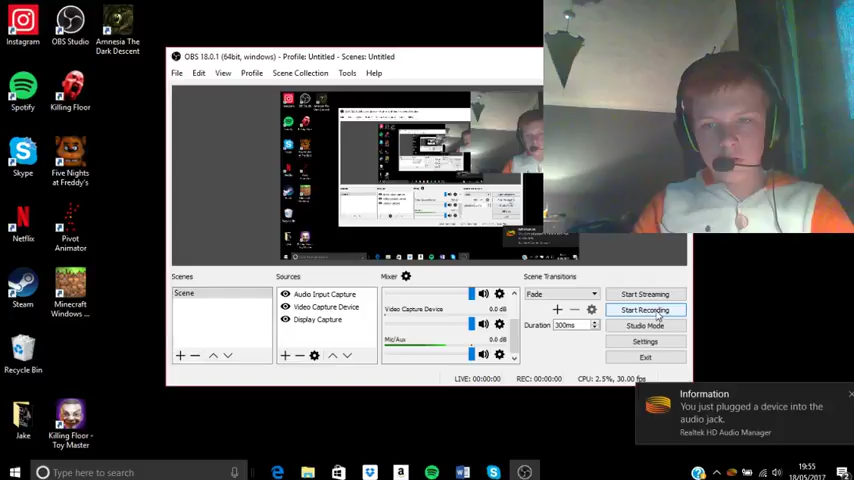 Instagram
OBS Studio
Amnesia The
Dark Descent
Spotify
Killing Floor
Skype
Five Nights
at Freddy's
Netflix
Pivot
Animator
Steam
Minecraft
Windows ...
Recycle Bin
Jake
Killing Floor -
Toy Master
OBS 18.0.1 (64bit, windows) - Profile: Untitled - Scenes: Untitled
File Edit View Profile Scene Collection Tools Help
Scenes
Scene
Sources
Audio Input Capture
Video Capture Device
Display Capture
Mixer
0.0 dB
Video Capture Device
0.0 dB
Mic/Aux
0.0 dB
Scene Transitions
Fade
Duration 300ms
Start Streaming
Start Recording
Studio Mode
Settings
Exit
LIVE: 00:00:00 REC: 00:00:00 CPU: 2.5%, 30.00 fps
Information
You just plugged a device into the
audio jack.
Realtek HD Audio Manager
Type here to search
19:55
18/05/2017